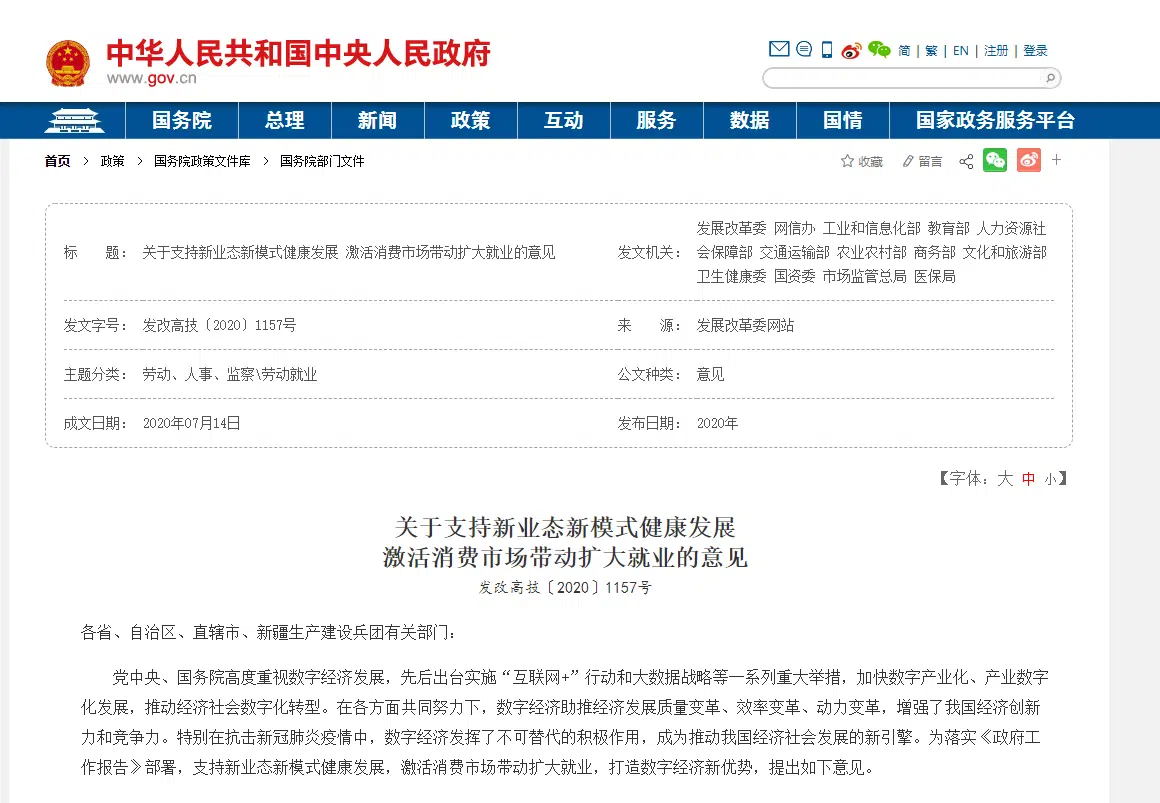 中华人民共和国中央人民政府
www.gov.cn
简 | 繁 | EN | 注册 | 登录
国务院 总理 新闻 政策 互动 服务 数据 国情 国家政务服务平台
首页 > 政策 > 国务院政策文件库 > 国务院部门文件
收藏 留言
标 题： 关于支持新业态新模式健康发展 激活消费市场带动扩大就业的意见
发文机关： 发展改革委 网信办 工业和信息化部 教育部 人力资源社
会保障部 交通运输部 农业农村部 商务部 文化和旅游部
卫生健康委 国资委 市场监管总局 医保局
发文字号： 发改高技〔2020〕1157号
来 源： 发展改革委网站
主题分类： 劳动、人事、监察\劳动就业
公文种类： 意见
成文日期： 2020年07月14日
发布日期： 2020年
【字体：大 中 小】
关于支持新业态新模式健康发展
激活消费市场带动扩大就业的意见
发改高技〔2020〕1157号
各省、自治区、直辖市、新疆生产建设兵团有关部门：
党中央、国务院高度重视数字经济发展，先后出台实施“互联网+”行动和大数据战略等一系列重大举措，加快数字产业化、产业数字
化发展，推动经济社会数字化转型。在各方面共同努力下，数字经济助推经济发展质量变革、效率变革、动力变革，增强了我国经济创新
力和竞争力。特别在抗击新冠肺炎疫情中，数字经济发挥了不可替代的积极作用，成为推动我国经济社会发展的新引擎。为落实《政府工
作报告》部署，支持新业态新模式健康发展，激活消费市场带动扩大就业，打造数字经济新优势，提出如下意见。